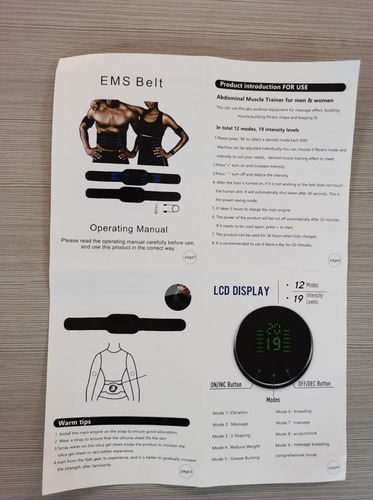 EMS Belt
Operating Manual
Please read the operating manual carefully before use,
and use this product in the correct way.
page1
Product introduction FOR USE
Abdominal Muscle Trainer for men & women
You can use this abs workout equipment for massage effect, building
muscle,building fitness shape and keeping fit.
In total 12 modes, 19 intensity levels
1.Please press "M" to select a desired mode.Each EMS
Machine can be adjusted individually.You can choose different mode and
intensity to suit your needs, desired muscle training effect to meet
2.Press "+" turn on and increase intensity
3.Press "-" turn off and reduce the intensity
4. After the host is turned on, if it is not working or the belt does not touch
the human skin, it will automatically shut down after 30 seconds. This is
the power saving mode
5. It takes 3 hours to charge the main engine.
6. The power of the product will be cut off automatically after 20 minutes.
If it needs to be used again, press + to start
7. The product can be used for 36 hours when fully charged
8. It is recommended to use it twice a day for 20 minutes.
page2
Warm tips
1. Install the main engine on the strap to ensure good adsorption
2. Wear a strap to ensure that the silicone sheet fits the skin
3.Spray water on the silica gel sheet inside the product to moisten the
silica gel sheet to skin better experience
4.start from the first gear to experience, and it is better to gradually increase
the strength after familiarity.
LCD DISPLAY
12 Modes
19 Intensity
Levels
20
19
ON/INC Button
OFF/DEC Button
Modes
Mode 1: Vibration
Mode 2 : Massage
Mode 3 : S Shaping
Mode 4 : Reduce Weight
Mode 5 : Grease Burning
Mode 6 : Kneading
Mode 7 : massage
Mode 8 : acupuncture
Mode 9 : massage kneading
comprehensive mode